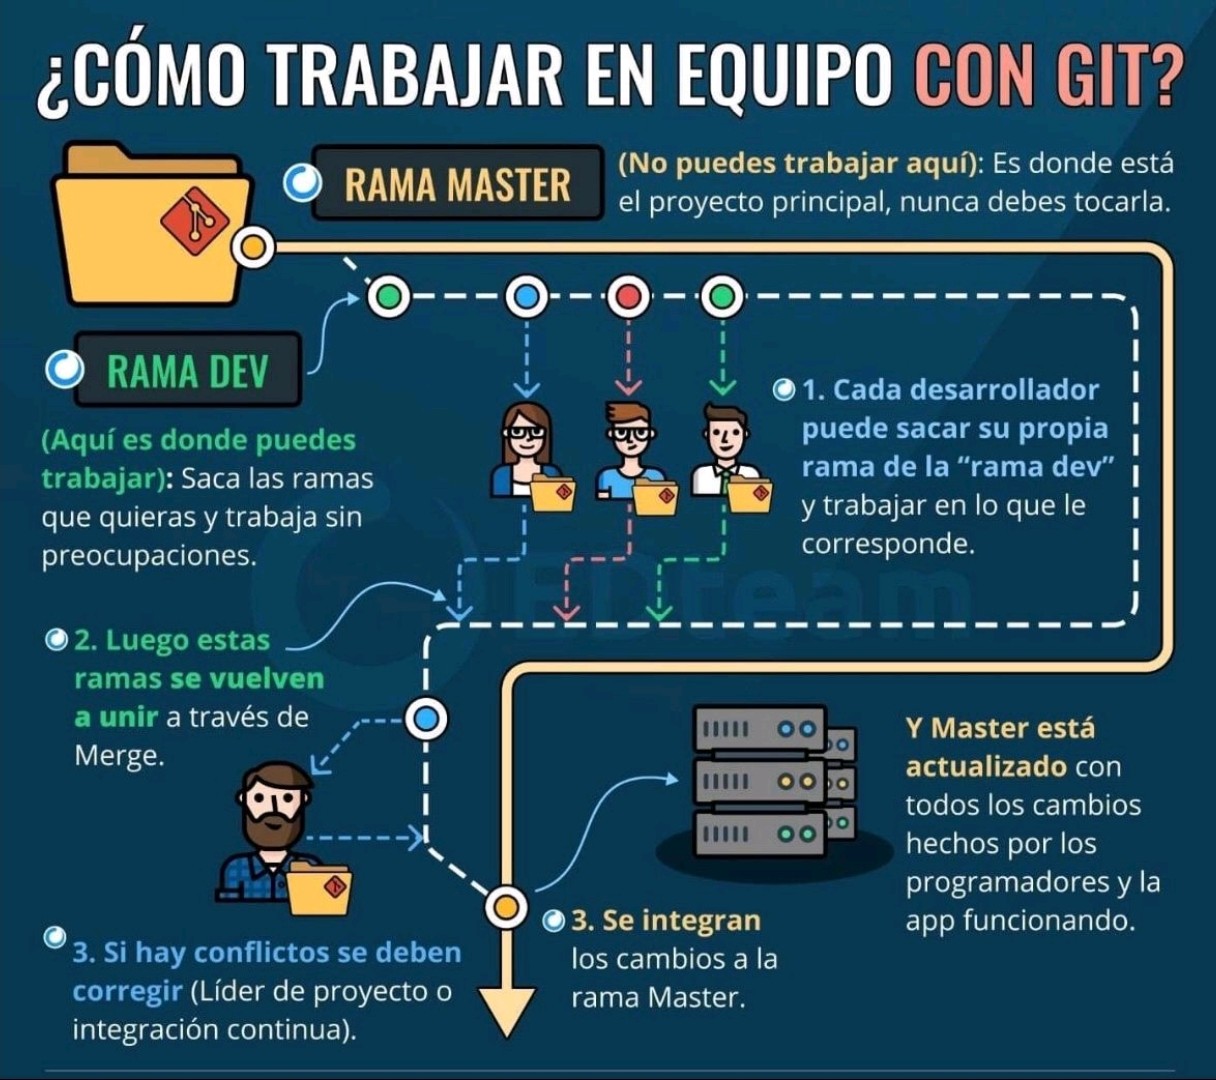 ¿CÓMO TRABAJAR EN EQUIPO CON GIT?
RAMA MASTER
(No puedes trabajar aquí): Es donde está
el proyecto principal, nunca debes tocarla.
RAMA DEV
(Aquí es donde puedes
trabajar): Saca las ramas
que quieras y trabaja sin
preocupaciones.
1. Cada desarrollador
puede sacar su propia
rama de la “rama dev”
y trabajar en lo que le
corresponde.
EDteam
2. Luego estas
ramas se vuelven
a unir a través de
Merge.
3. Si hay conflictos se deben
corregir (Líder de proyecto o
integración continua).
3. Se integran
los cambios a la
rama Master.
Y Master está
actualizado con
todos los cambios
hechos por los
programadores y la
app funcionando.